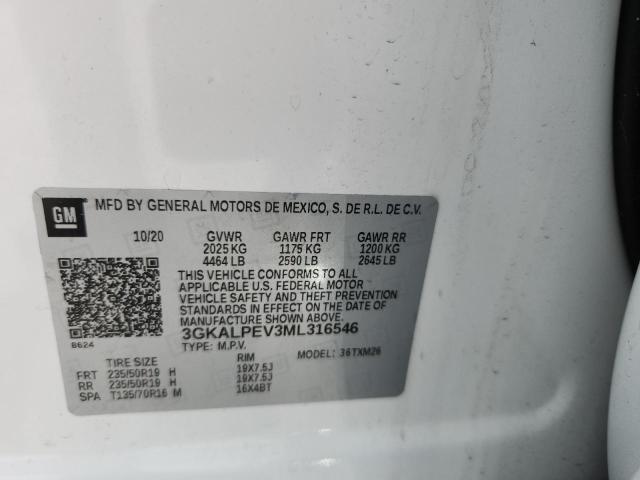 GM MFD BY GENERAL MOTORS DE MEXICO, S. DE R.L. DE C.V.
10/20 GVWR GAWR FRT GAWR RR
2025 KG 1175 KG 1200 KG
4464 LB 2590 LB 2645 LB
THIS VEHICLE CONFORMS TO ALL
APPLICABLE U.S. FEDERAL MOTOR
VEHICLE SAFETY AND THEFT PREVENTION
STANDARDS IN EFFECT ON THE DATE OF
MANUFACTURE SHOWN ABOVE.
3GKALPEV3ML316546
8624 TYPE: M.P.V. MODEL: 36TXM26
TIRE SIZE RIM
FRT 235/50R19 H 19X7.5J
RR 235/50R19 H 19X7.5J
SPA T135/70R16 M 16X4BT